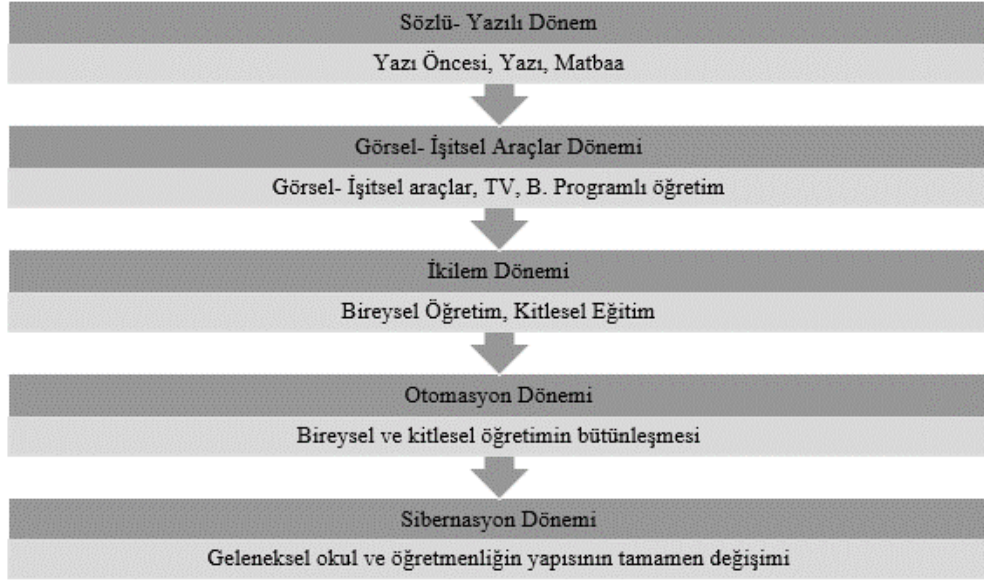 Sözlü- Yazılı Dönem
Yazı Öncesi, Yazı, Matbaa
Görsel- İşitsel Araçlar Dönemi
Görsel- İşitsel araçlar, TV, B. Programlı öğretim
İkilem Dönemi
Bireysel Öğretim, Kitlesel Eğitim
Otomasyon Dönemi
Bireysel ve kitlesel öğretimin bütünleşmesi
Sibernasyon Dönemi
Geleneksel okul ve öğretmenliğin yapısının tamamen değişimi